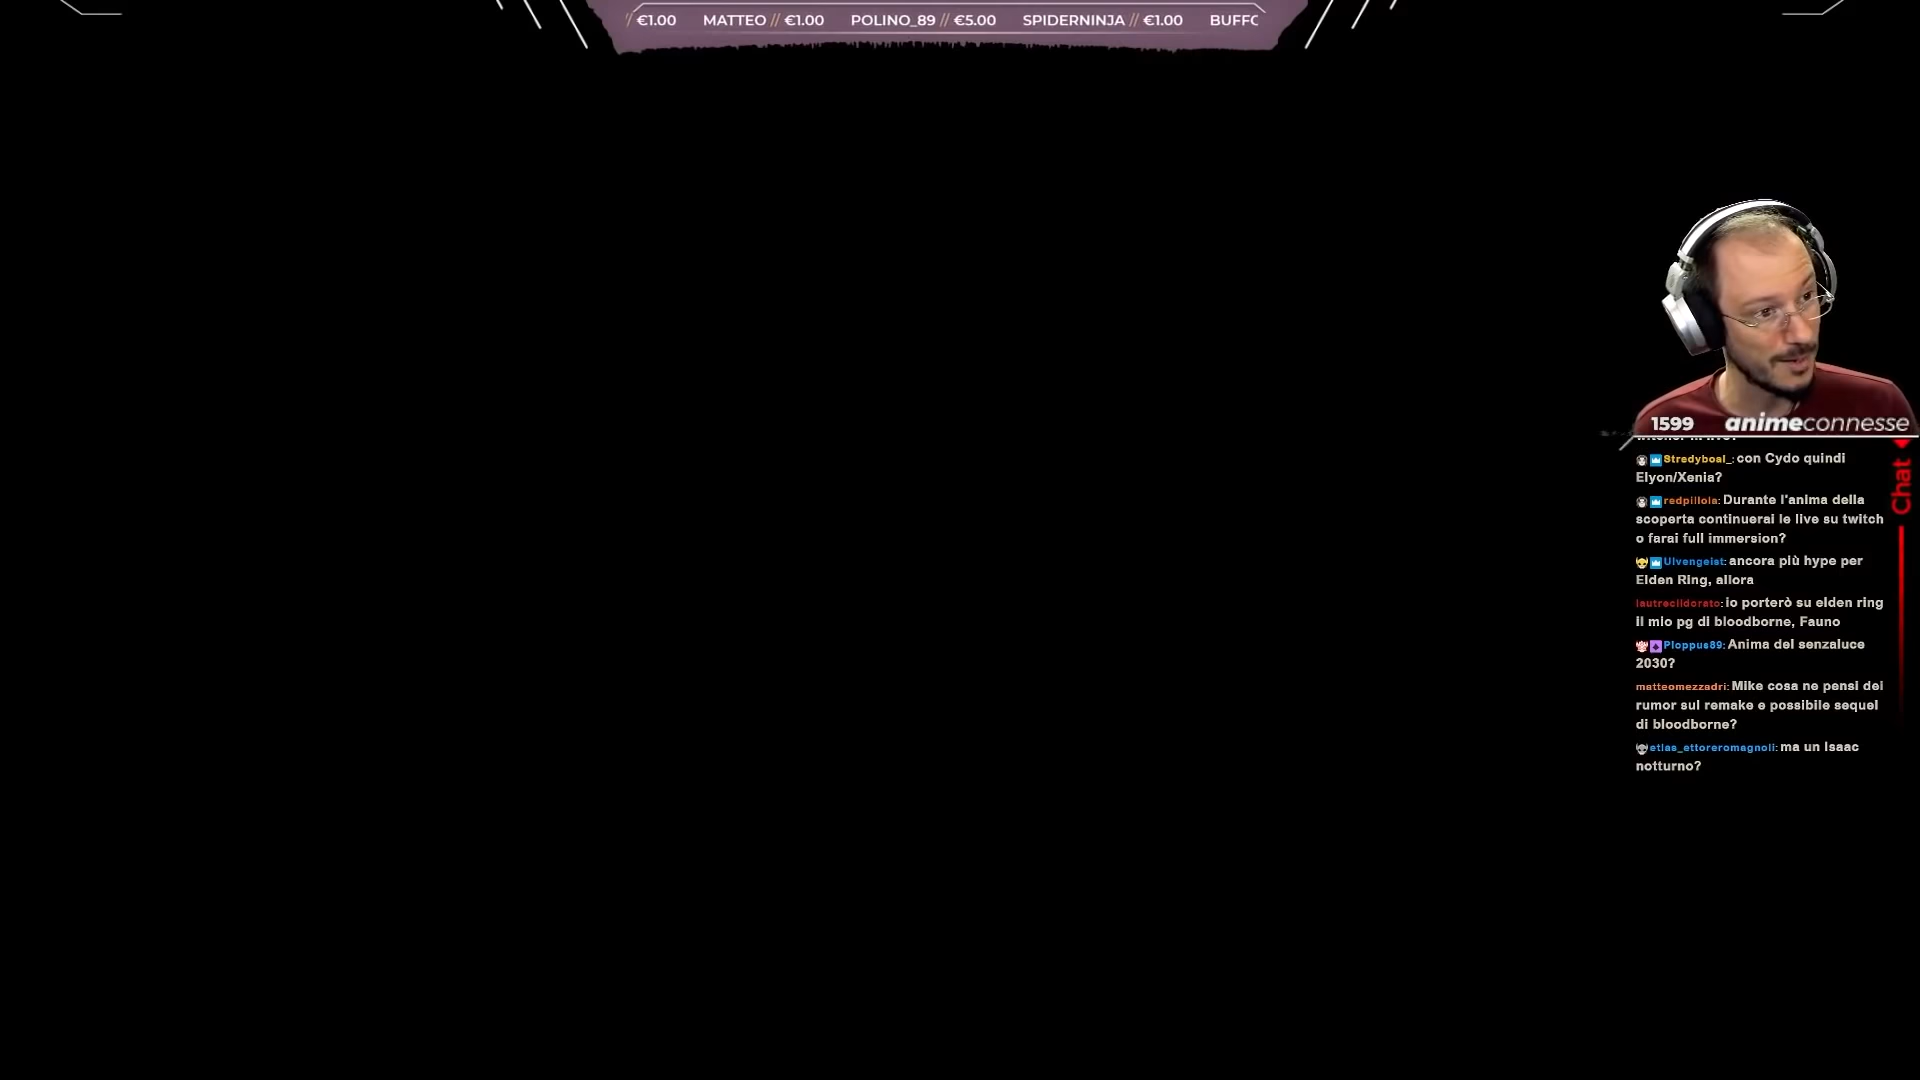 // €1.00 MATTEO // €1.00 POLINO_89 // €5.00 SPIDERNINJA // €1.00 BUFFO
1599 animeconnesse
Chat
Stredyboal_: con Cydo quindi
Elyon/Xenia?
redpillola: Durante l'anima della
scoperta continuerai le live su twitch
o farai full immersion?
Ulvengeist: ancora più hype per
Elden Ring, allora
lautrecildorato: io porterò su elden ring
il mio pg di bloodborne, Fauno
Ploppus89: Anima del senzaluce
2030?
matteomezzadri: Mike cosa ne pensi dei
rumor sul remake e possibile sequel
di bloodborne?
etlas_ettoreromagnoli: ma un Isaac
notturno?